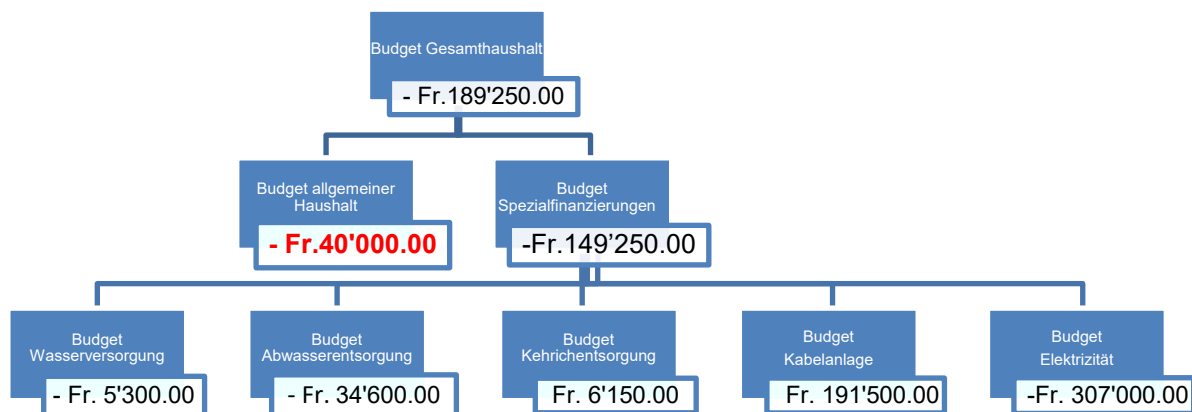 Budget Gesamthaushalt
- Fr.189'250.00
Budget allgemeiner
Haushalt
- Fr.40'000.00
Budget
Spezialfinanzierungen
-Fr.149’250.00
Budget
Wasserversorgung
- Fr. 5'300.00
Budget
Abwasserentsorgung
- Fr. 34'600.00
Budget
Kehrichentsorgung
Fr. 6'150.00
Budget
Kabelanlage
Fr. 191'500.00
Budget
Elektrizität
-Fr. 307'000.00